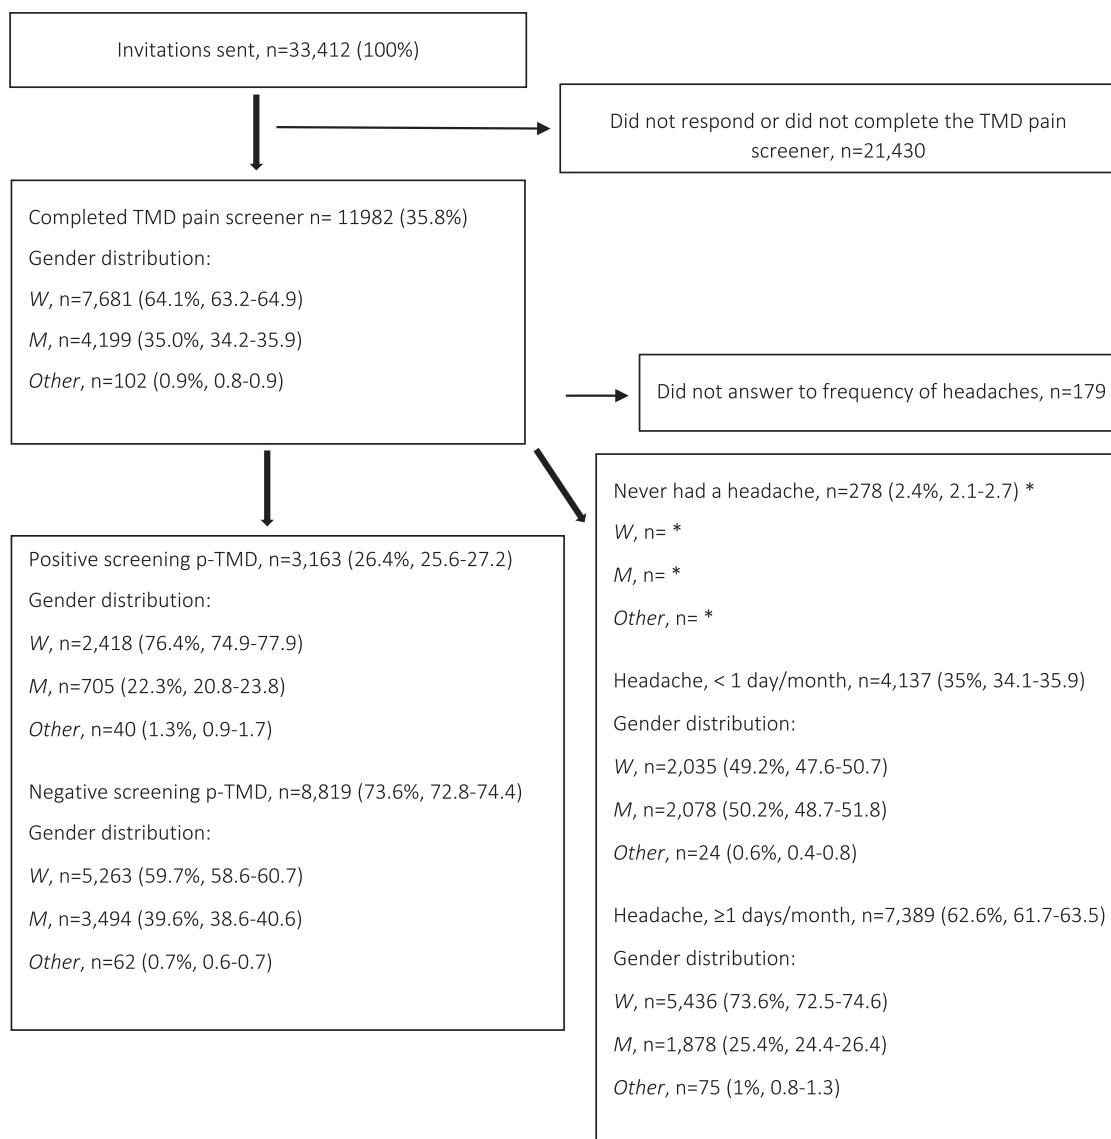 Invitations sent, n=33,412 (100%)
Did not respond or did not complete the TMD pain
screener, n=21,430
Completed TMD pain screener n= 11982 (35.8%)
Gender distribution:
W, n=7,681 (64.1%, 63.2-64.9)
M, n=4,199 (35.0%, 34.2-35.9)
Other, n=102 (0.9%, 0.8-0.9)
Did not answer to frequency of headaches, n=179
Positive screening p-TMD, n=3,163 (26.4%, 25.6-27.2)
Gender distribution:
W, n=2,418 (76.4%, 74.9-77.9)
M, n=705 (22.3%, 20.8-23.8)
Other, n=40 (1.3%, 0.9-1.7)
Negative screening p-TMD, n=8,819 (73.6%, 72.8-74.4)
Gender distribution:
W, n=5,263 (59.7%, 58.6-60.7)
M, n=3,494 (39.6%, 38.6-40.6)
Other, n=62 (0.7%, 0.6-0.7)
Never had a headache, n=278 (2.4%, 2.1-2.7) *
W, n= *
M, n= *
Other, n= *
Headache, < 1 day/month, n=4,137 (35%, 34.1-35.9)
Gender distribution:
W, n=2,035 (49.2%, 47.6-50.7)
M, n=2,078 (50.2%, 48.7-51.8)
Other, n=24 (0.6%, 0.4-0.8)
Headache, ≥1 days/month, n=7,389 (62.6%, 61.7-63.5)
Gender distribution:
W, n=5,436 (73.6%, 72.5-74.6)
M, n=1,878 (25.4%, 24.4-26.4)
Other, n=75 (1%, 0.8-1.3)